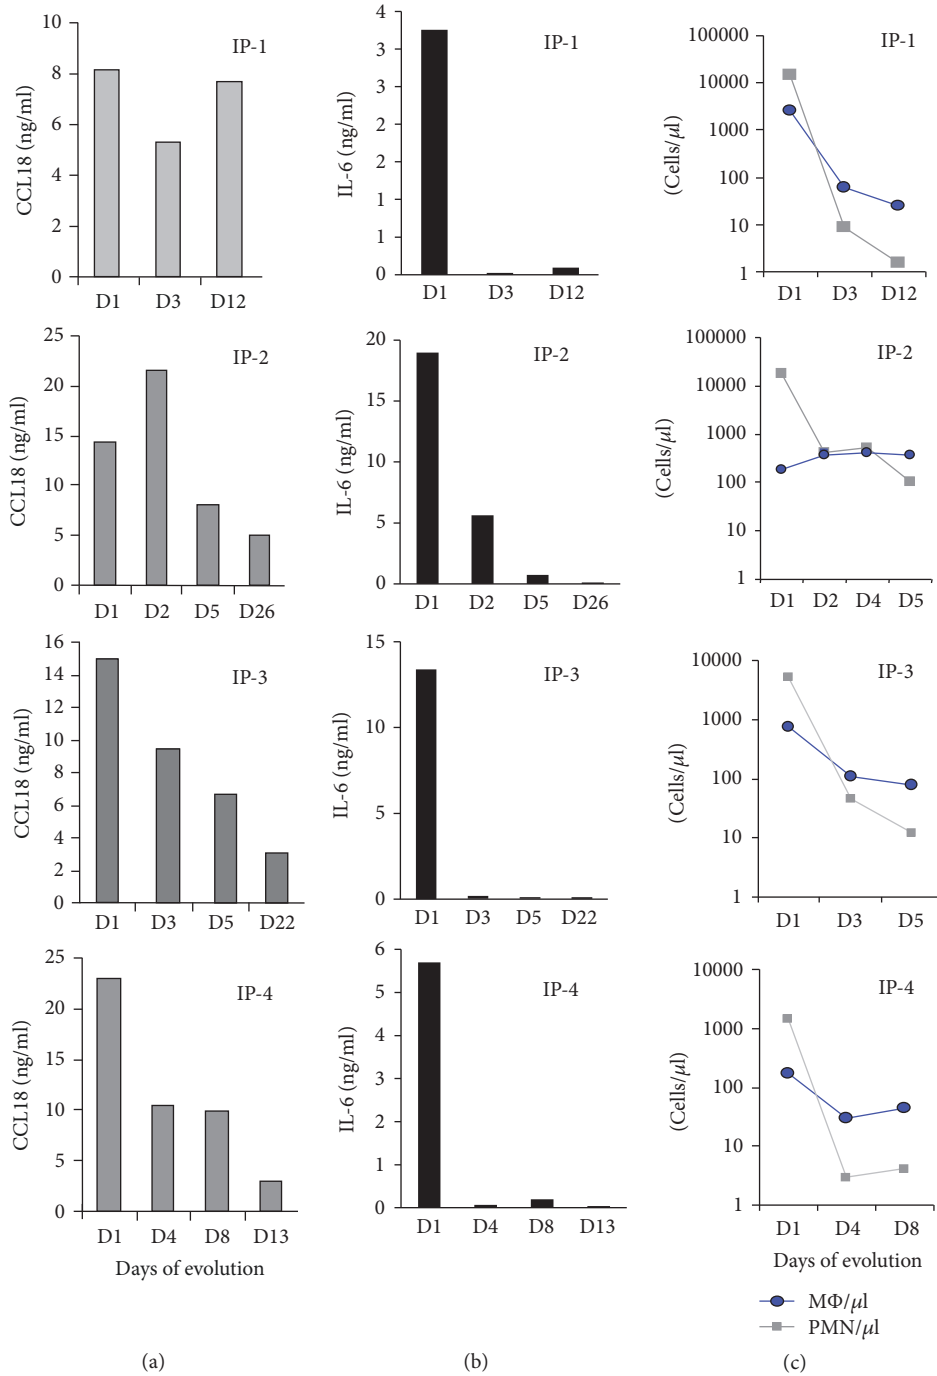 10
8
6
4
2
0
CCL18 (ng/ml)
IP-1
D1 D3 D12
4
3
3
2
2
1
1
0
IL-6 (ng/ml)
IP-1
D1 D3 D12
100000
10000
1000
100
10
1
(Cells/μl)
IP-1
D1 D3 D12
25
20
15
10
5
0
CCL18 (ng/ml)
IP-2
D1 D2 D5 D26
20
15
10
5
0
IL-6 (ng/ml)
IP-2
D1 D2 D5 D26
100000
10000
1000
100
10
1
(Cells/μl)
IP-2
D1 D2 D4 D5
16
14
12
10
8
6
4
2
0
CCL18 (ng/ml)
IP-3
D1 D3 D5 D22
15
10
5
0
IL-6 (ng/ml)
IP-3
D1 D3 D5 D22
10000
1000
100
10
1
(Cells/μl)
IP-3
D1 D3 D5
25
20
15
10
5
0
CCL18 (ng/ml)
IP-4
D1 D4 D8 D13
Days of evolution
6
5
4
3
2
1
0
IL-6 (ng/ml)
IP-4
D1 D4 D8 D13
10000
1000
100
10
1
(Cells/μl)
IP-4
D1 D4 D8
Days of evolution
MΦ/μl
PMN/μl
(a) (b) (c)